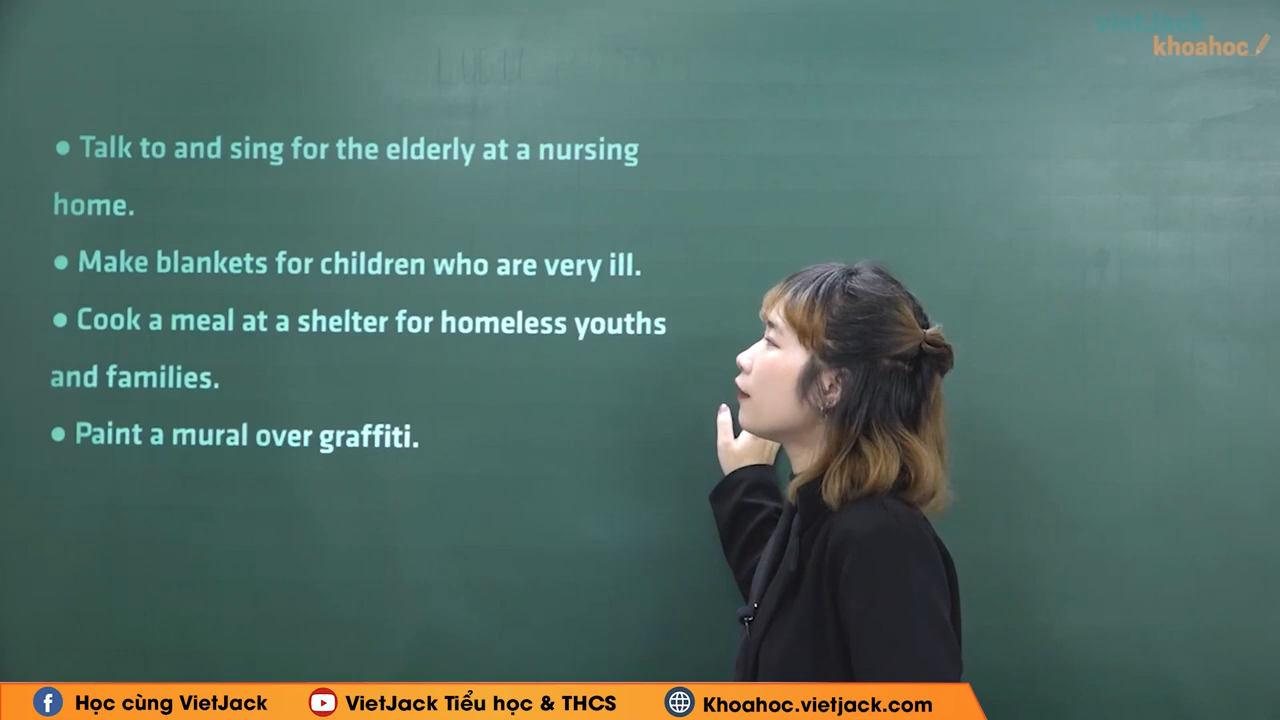 vietJack
khoahoc
● Talk to and sing for the elderly at a nursing
home.
● Make blankets for children who are very ill.
● Cook a meal at a shelter for homeless youths
and families.
● Paint a mural over graffiti.
Học cùng VietJack
VietJack Tiểu học & THCS
Khoahoc.vietjack.com